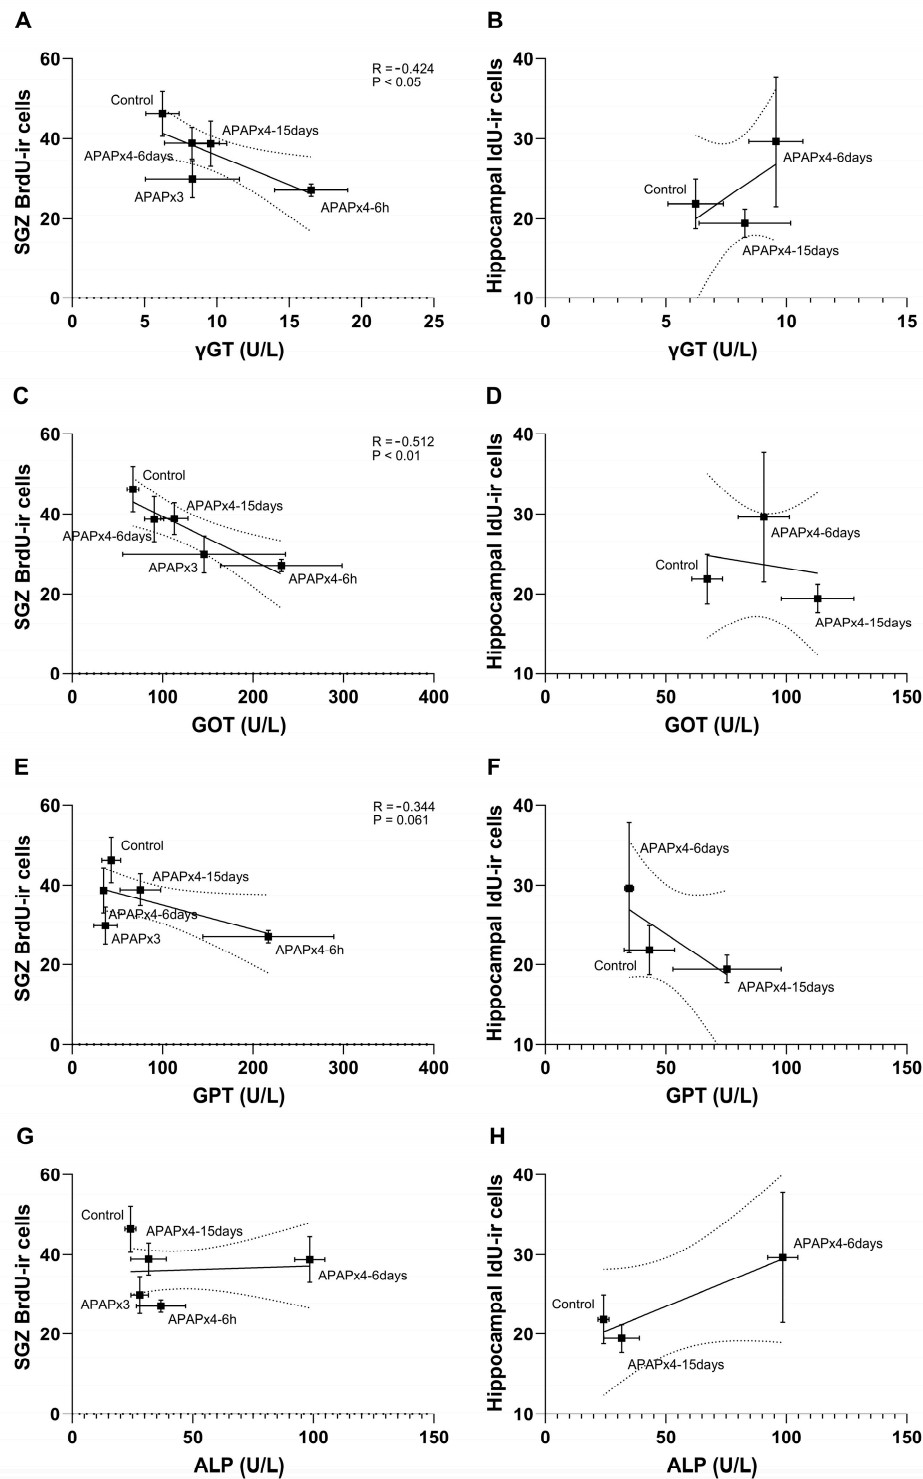 A
R = -0.424
P < 0.05
SGZ BrdU-ir cells
60
40
20
0
Control
APAPx4-15days
APAPx4-6days
APAPx3
APAPx4-6h
0 5 10 15 20 25
γGT (U/L)
B
Hippocampal IdU-ir cells
40
30
20
10
Control
APAPx4-6days
APAPx4-15days
0 5 10 15
γGT (U/L)
C
R = -0.512
P < 0.01
SGZ BrdU-ir cells
60
40
20
0
Control
APAPx4-15days
APAPx4-6days
APAPx3
APAPx4-6h
0 100 200 300 400
GOT (U/L)
D
Hippocampal IdU-ir cells
40
30
20
10
APAPx4-6days
Control
APAPx4-15days
0 50 100 150
GOT (U/L)
E
R = -0.344
P = 0.061
SGZ BrdU-ir cells
60
40
20
0
Control
APAPx4-15days
APAPx4-6days
APAPx3
APAPx4-6h
0 100 200 300 400
GPT (U/L)
F
Hippocampal IdU-ir cells
40
30
20
10
APAPx4-6days
Control
APAPx4-15days
0 50 100 150
GPT (U/L)
G
SGZ BrdU-ir cells
60
40
20
0
Control
APAPx4-15days
APAPx4-6days
APAPx3
APAPx4-6h
0 50 100 150
ALP (U/L)
H
Hippocampal IdU-ir cells
40
30
20
10
APAPx4-6days
Control
APAPx4-15days
0 50 100 150
ALP (U/L)